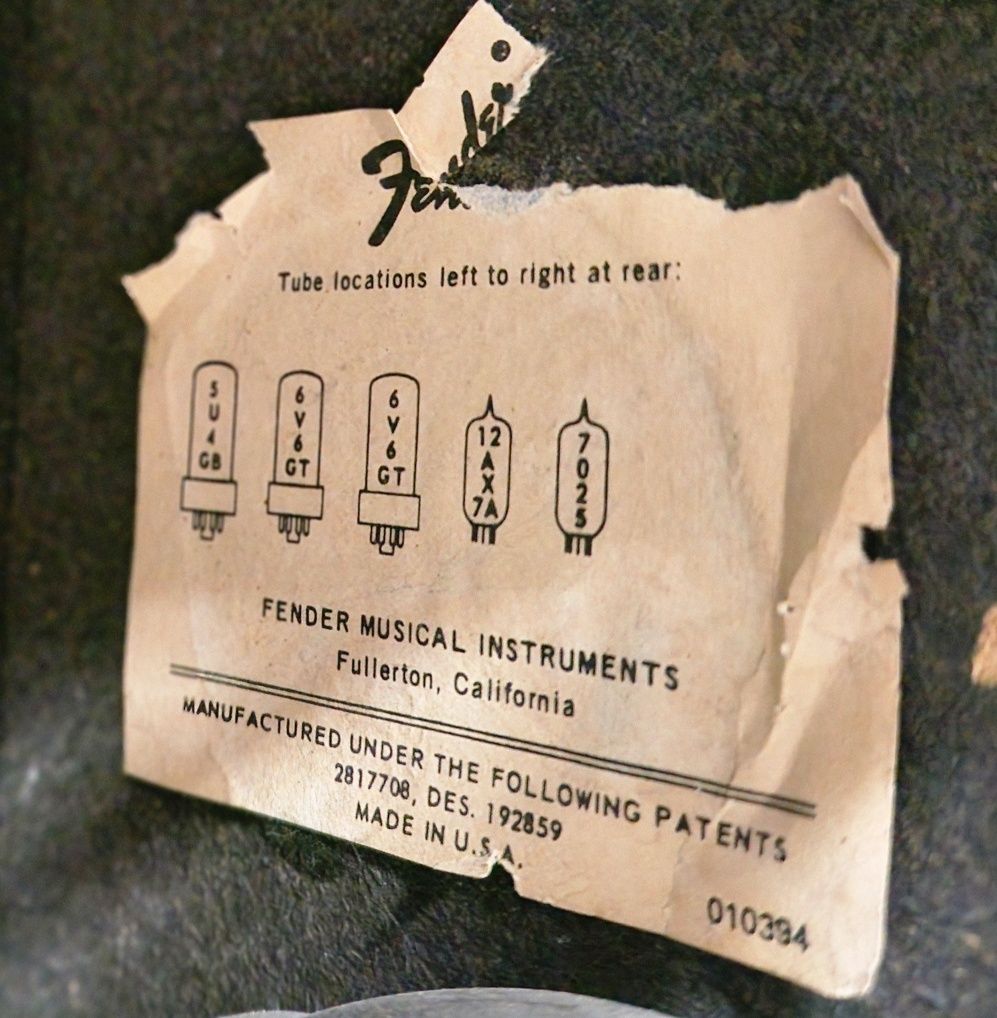 Fender
Tube locations left to right at rear:
5U4GB 6V6GT 6V6GT 12AX7A 7025
FENDER MUSICAL INSTRUMENTS
Fullerton, California
MANUFACTURED UNDER THE FOLLOWING PATENTS
2817708, DES. 192859
MADE IN U.S.A.
010394